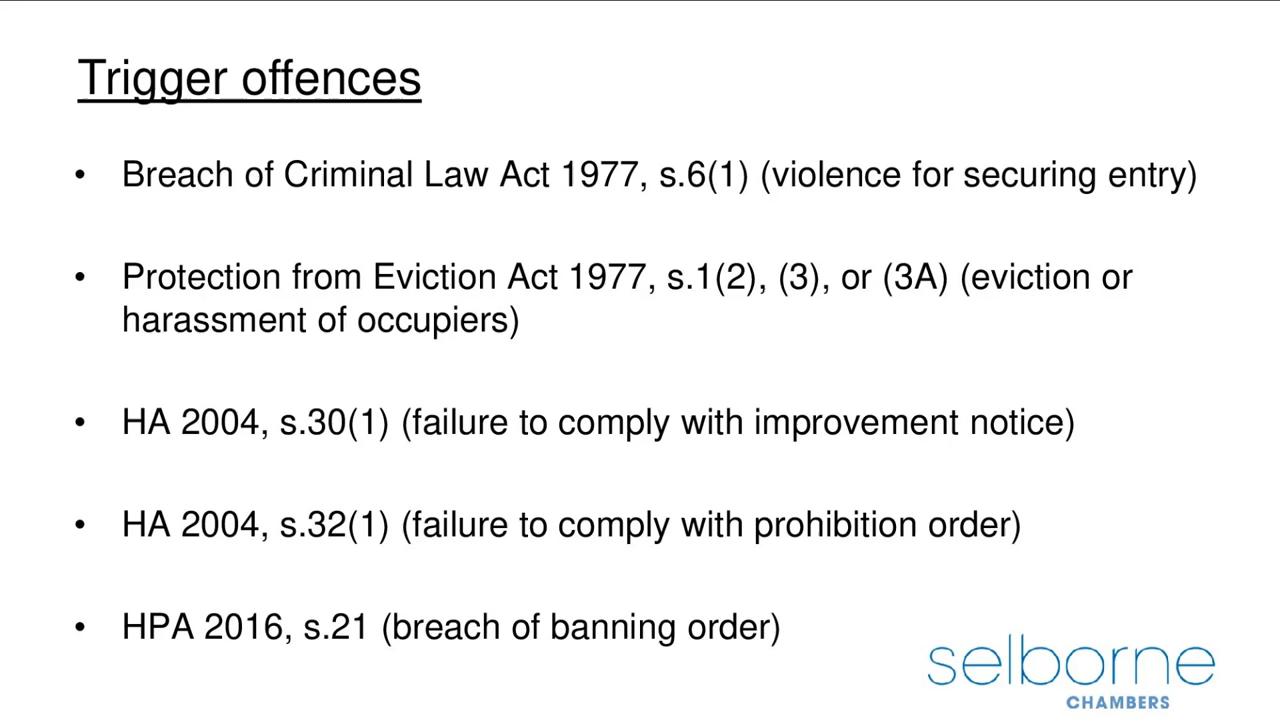 Trigger offences
• Breach of Criminal Law Act 1977, s.6(1) (violence for securing entry)
• Protection from Eviction Act 1977, s.1(2), (3), or (3A) (eviction or
harassment of occupiers)
• HA 2004, s.30(1) (failure to comply with improvement notice)
• HA 2004, s.32(1) (failure to comply with prohibition order)
• HPA 2016, s.21 (breach of banning order)
selborne
CHAMBERS